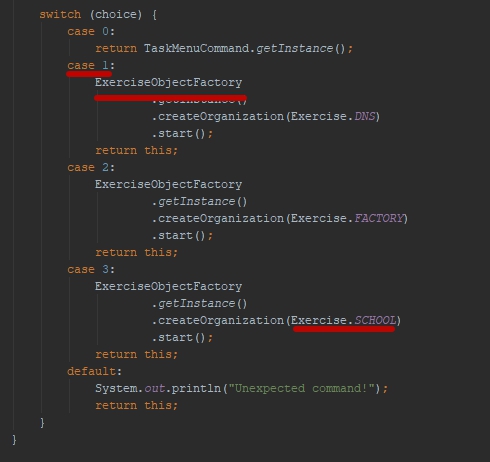 switch (choice) {
case 0:
return TaskMenuCommand.getInstance();
case 1:
ExerciseObjectFactory
.getInstance()
.createOrganization(Exercise.DNS)
.start();
return this;
case 2:
ExerciseObjectFactory
.getInstance()
.createOrganization(Exercise.FACTORY)
.start();
return this;
case 3:
ExerciseObjectFactory
.getInstance()
.createOrganization(Exercise.SCHOOL)
.start();
return this;
default:
System.out.println("Unexpected command!");
return this;
}
}